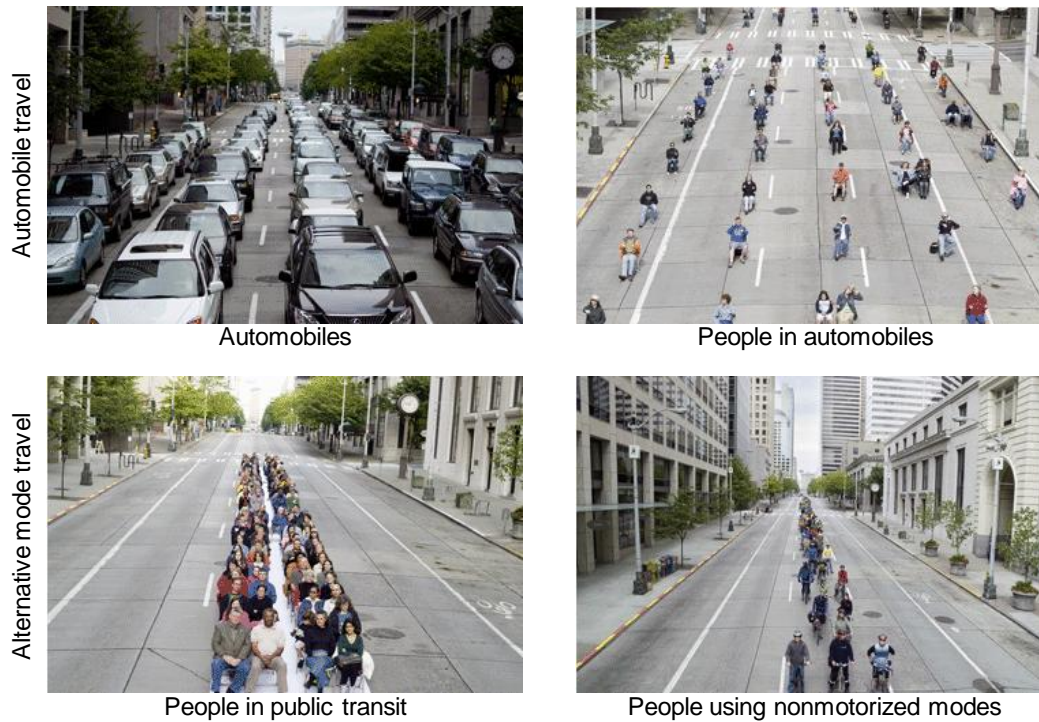 Automobile travel
Automobiles
People in automobiles
Alternative mode travel
People in public transit
People using nonmotorized modes